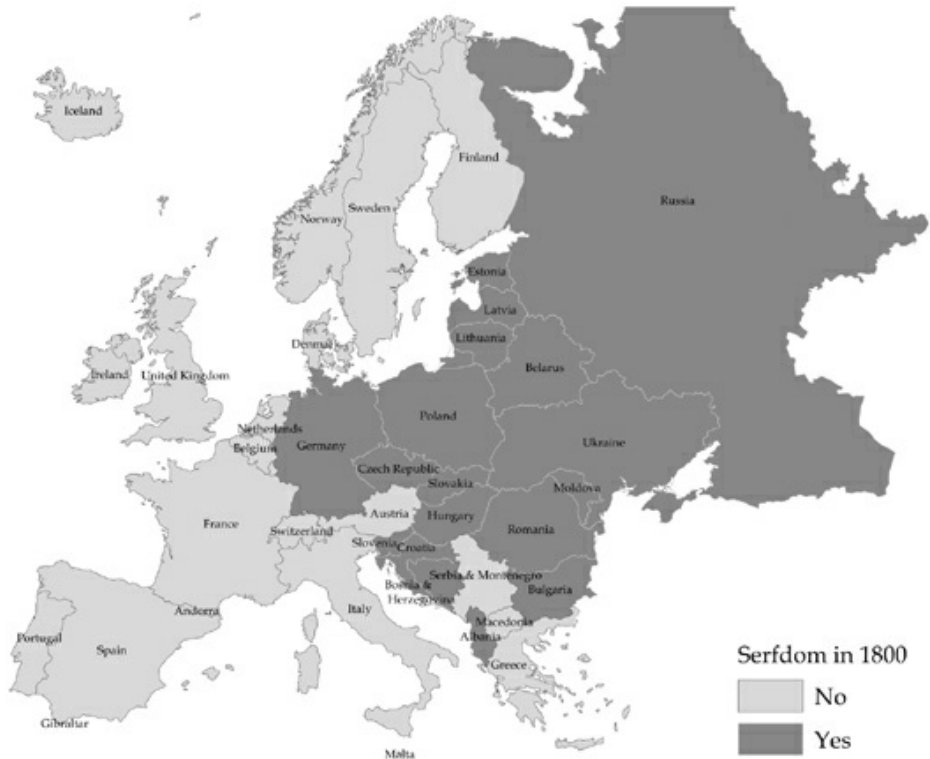 Iceland
Finland
Russia
Norway
Sweden
Estonia
Latvia
Denmar
Lithuania
Belarus
Ireland
United Kingdom
Poland
Netherlands
Germany
Ukraine
Belgium
Czech Republic
Slovakia
Moldova
Austria
Hungary
France
Romania
Switzerland
Slovenia
Croatia
Serbia & Montenegro
Bosnia &
Herzegovina
Bulgaria
Andorra
Italy
Macedonia
Portugal
Albania
Spain
Greece
Gibraltar
Malta
Serfdom in 1800
No
Yes